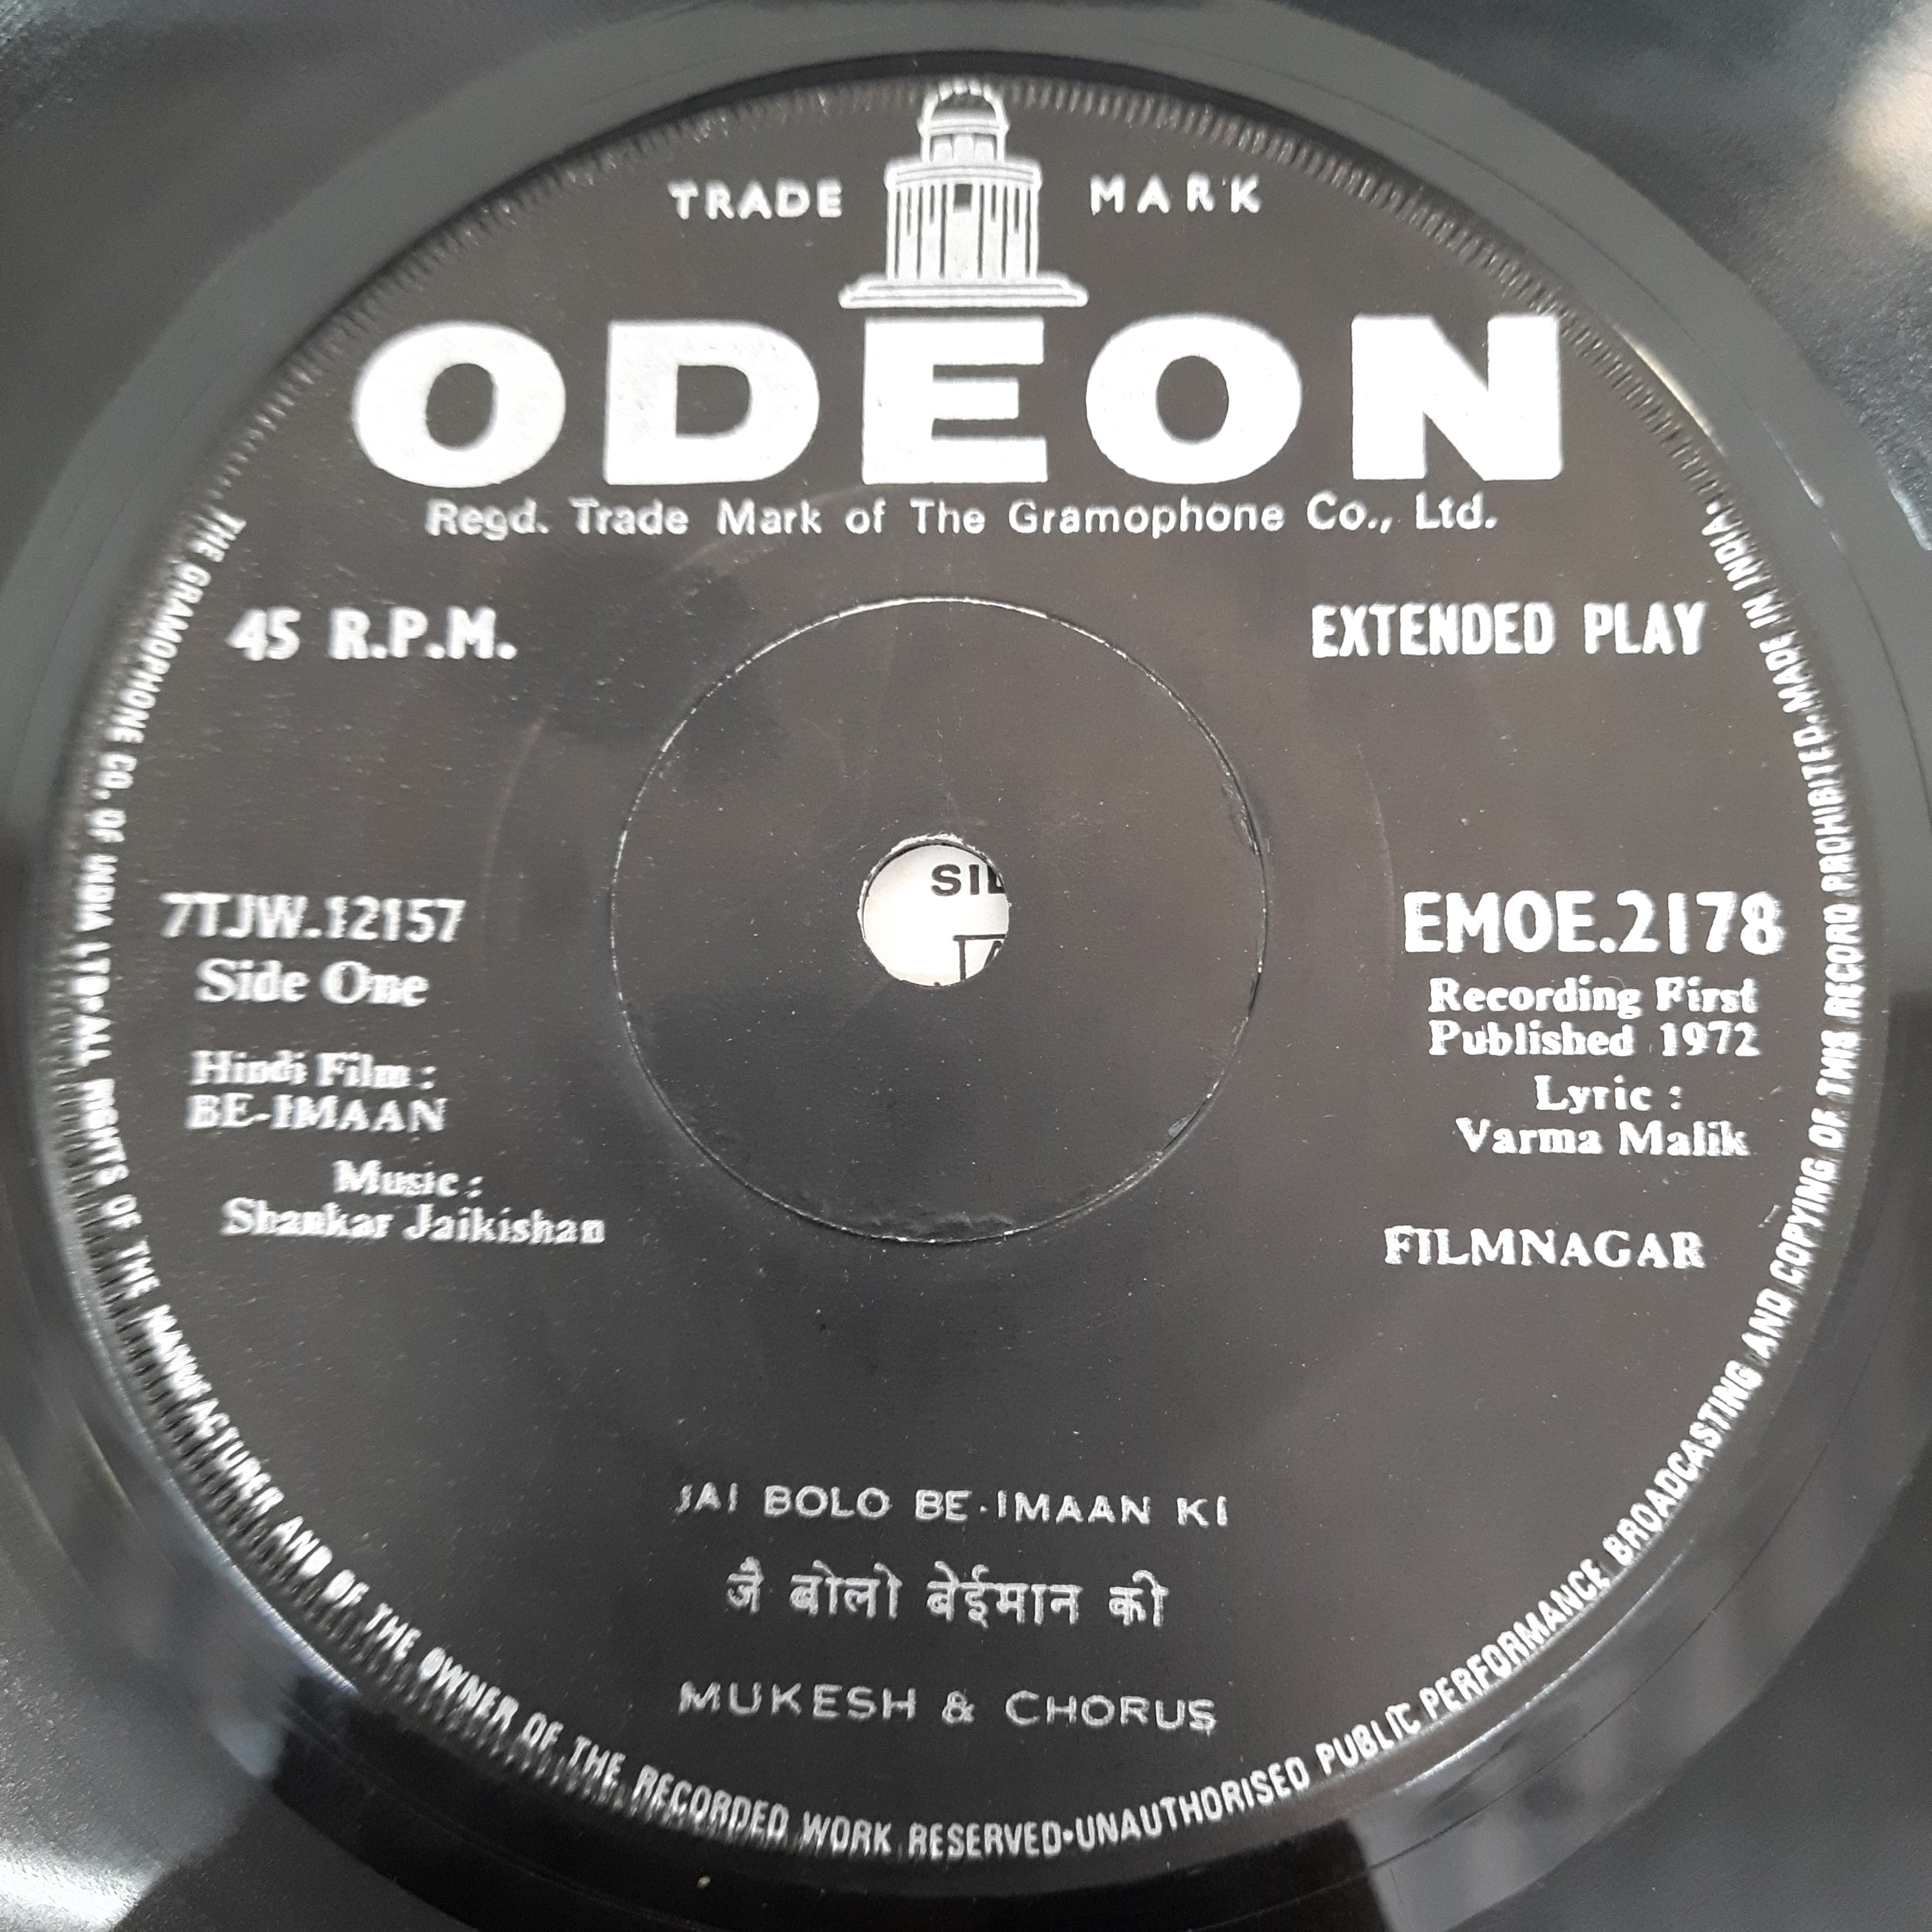 TRADE MARK
ODEON
Regd. Trade Mark of The Gramophone Co., Ltd.
45 R.P.M.
EXTENDED PLAY
7TJW.12157
Side One
Hindi Film :
BE-IMAAN
Music :
Shankar Jaikishan
EMOE.2178
Recording First
Published 1972
Lyric :
Varma Malik
FILMNAGAR
JAI BOLO BE-IMAAN KI
जै बोलो बेईमान की
MUKESH & CHORUS
THE GRAMOPHONE CO. OF INDIA LTD•ALL RIGHTS OF THE MANUFACTURER AND OF THE OWNER OF THE RECORDED WORK RESERVED•UNAUTHORISED PUBLIC PERFORMANCE BROADCASTING AND COPYING OF THIS RECORD PROHIBITED•MADE IN INDIA•